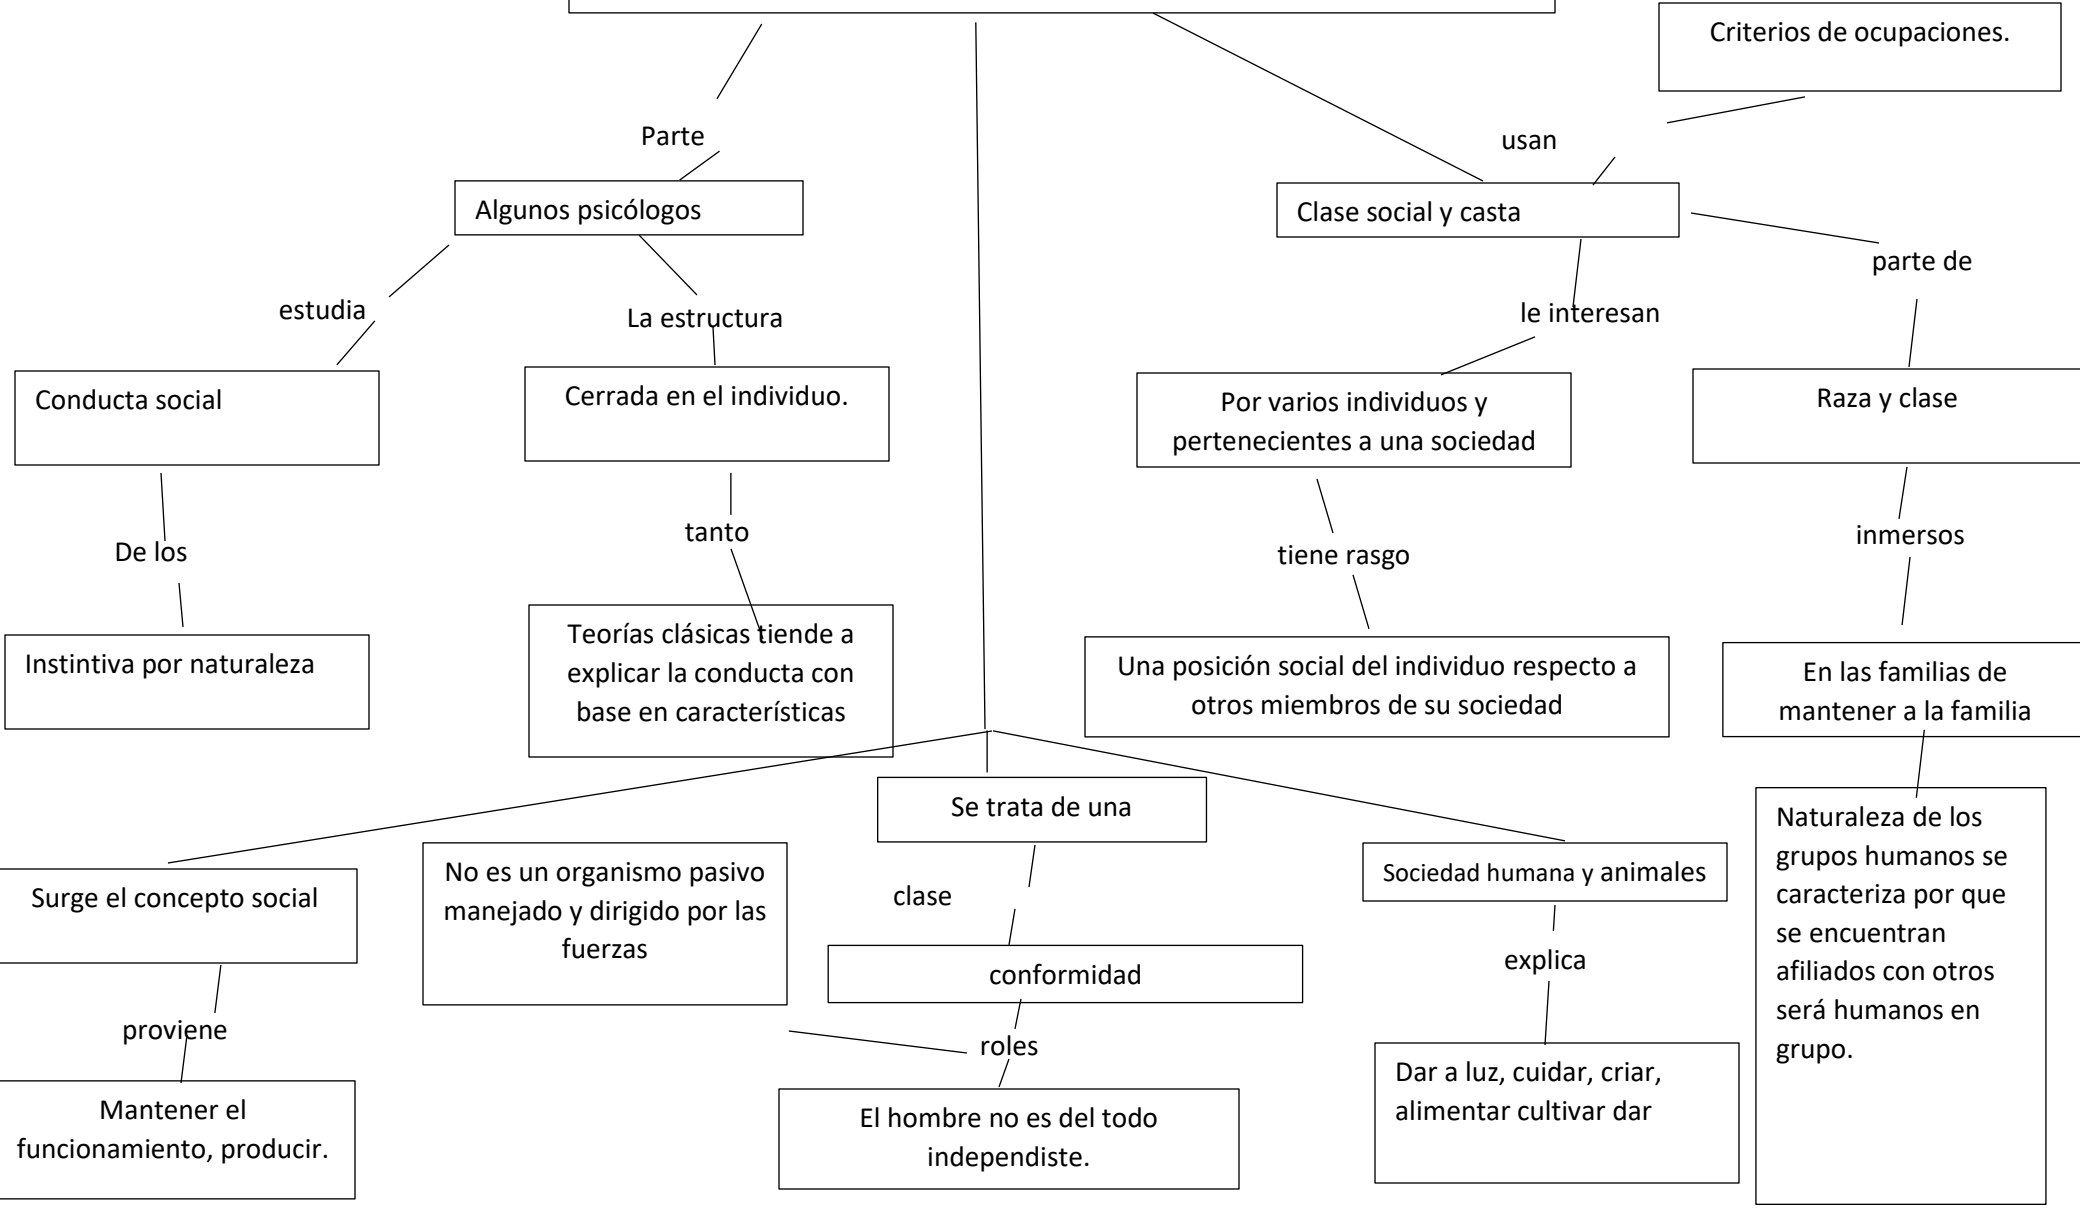 Criterios de ocupaciones.
Parte
usan
Algunos psicólogos
Clase social y casta
parte de
estudia
La estructura
le interesan
Conducta social
Cerrada en el individuo.
Por varios individuos y
pertenecientes a una sociedad
Raza y clase
De los
tanto
tiene rasgo
inmersos
Instintiva por naturaleza
Teorías clásicas tiende a
explicar la conducta con
base en características
Una posición social del individuo respecto a
otros miembros de su sociedad
En las familias de
mantener a la familia
Se trata de una
Surge el concepto social
No es un organismo pasivo
manejado y dirigido por las
fuerzas
clase
Sociedad humana y animales
Naturaleza de los
grupos humanos se
caracteriza por que
se encuentran
afiliados con otros
será humanos en
grupo.
conformidad
explica
proviene
roles
Mantener el
funcionamiento, producir.
El hombre no es del todo
independiste.
Dar a luz, cuidar, criar,
alimentar cultivar dar